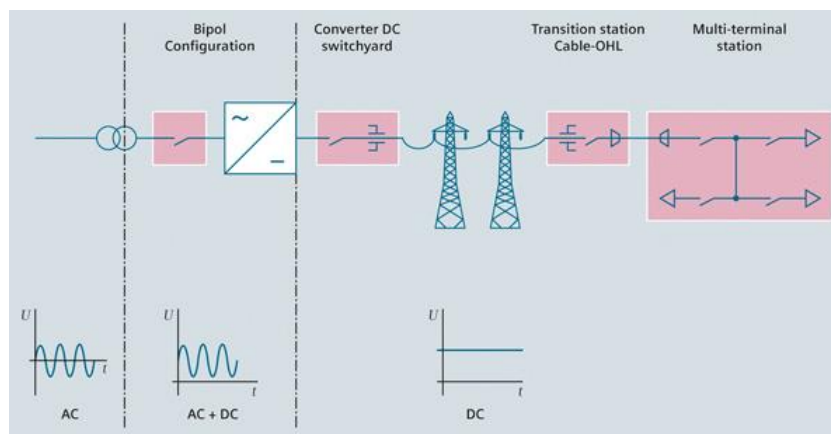 Bipol
Configuration
Converter DC
switchyard
Transition station
Cable-OHL
Multi-terminal
station
~
–
U
t
AC
U
t
AC + DC
U
t
DC